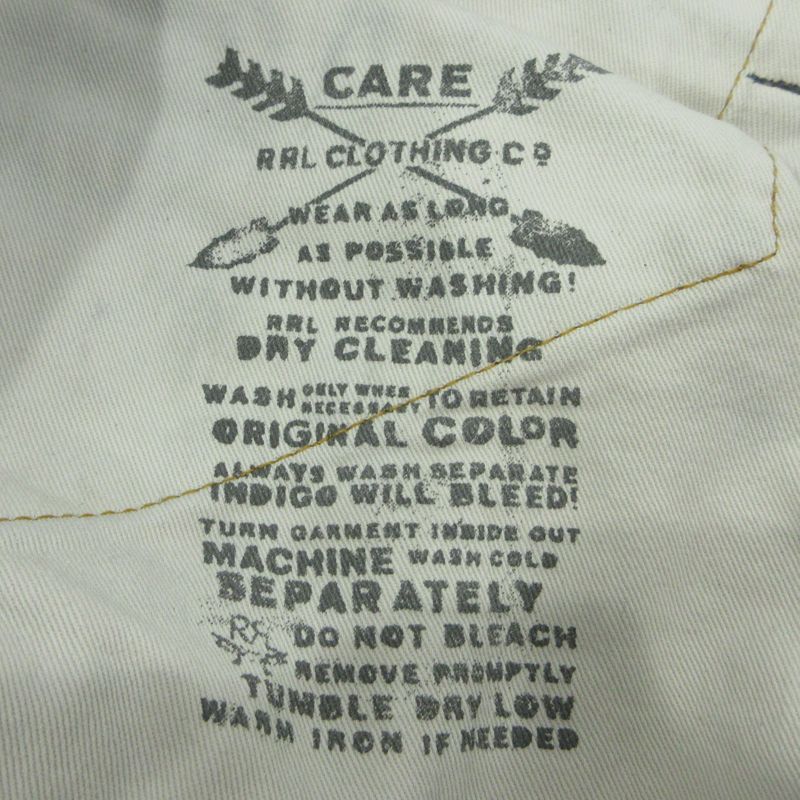 CARE
RRL CLOTHING Co
WEAR AS LONG
AS POSSIBLE
WITHOUT WASHING!
RRL RECOMMENDS
DRY CLEANING
WASH ONLY WHEN NECESSARY TO RETAIN
ORIGINAL COLOR
ALWAYS WASH SEPARATE
INDIGO WILL BLEED!
TURN GARMENT INSIDE OUT
MACHINE WASH COLD
SEPARATELY
RR
DO NOT BLEACH
REMOVE PROMPTLY
TUMBLE DRY LOW
WARM IRON IF NEEDED